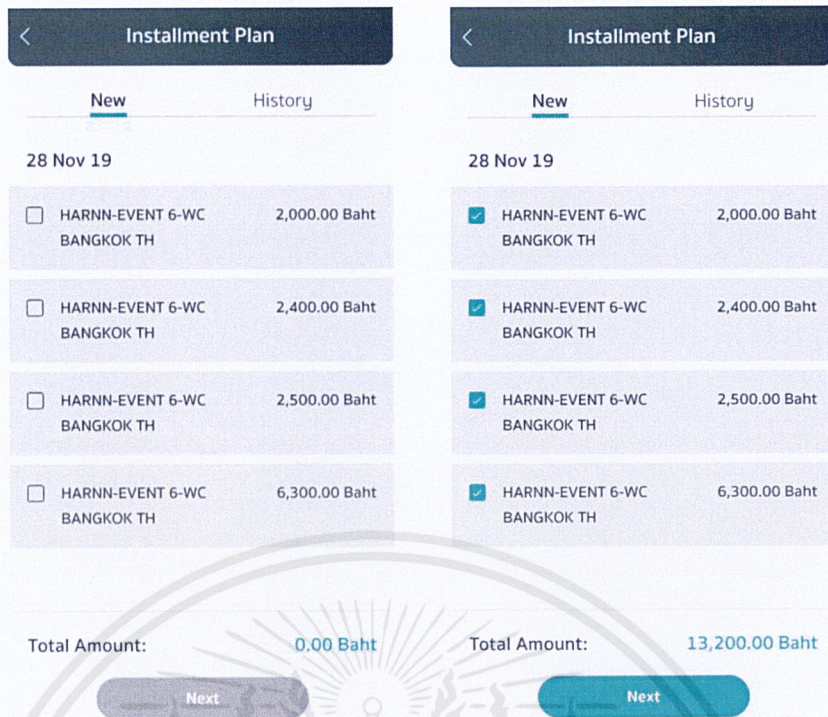 Installment Plan
New History
28 Nov 19
HARNN-EVENT 6-WC 2,000.00 Baht
BANGKOK TH
HARNN-EVENT 6-WC 2,400.00 Baht
BANGKOK TH
HARNN-EVENT 6-WC 2,500.00 Baht
BANGKOK TH
HARNN-EVENT 6-WC 6,300.00 Baht
BANGKOK TH
Total Amount: 0.00 Baht
Next
Installment Plan
New History
28 Nov 19
HARNN-EVENT 6-WC 2,000.00 Baht
BANGKOK TH
HARNN-EVENT 6-WC 2,400.00 Baht
BANGKOK TH
HARNN-EVENT 6-WC 2,500.00 Baht
BANGKOK TH
HARNN-EVENT 6-WC 6,300.00 Baht
BANGKOK TH
Total Amount: 13,200.00 Baht
Next